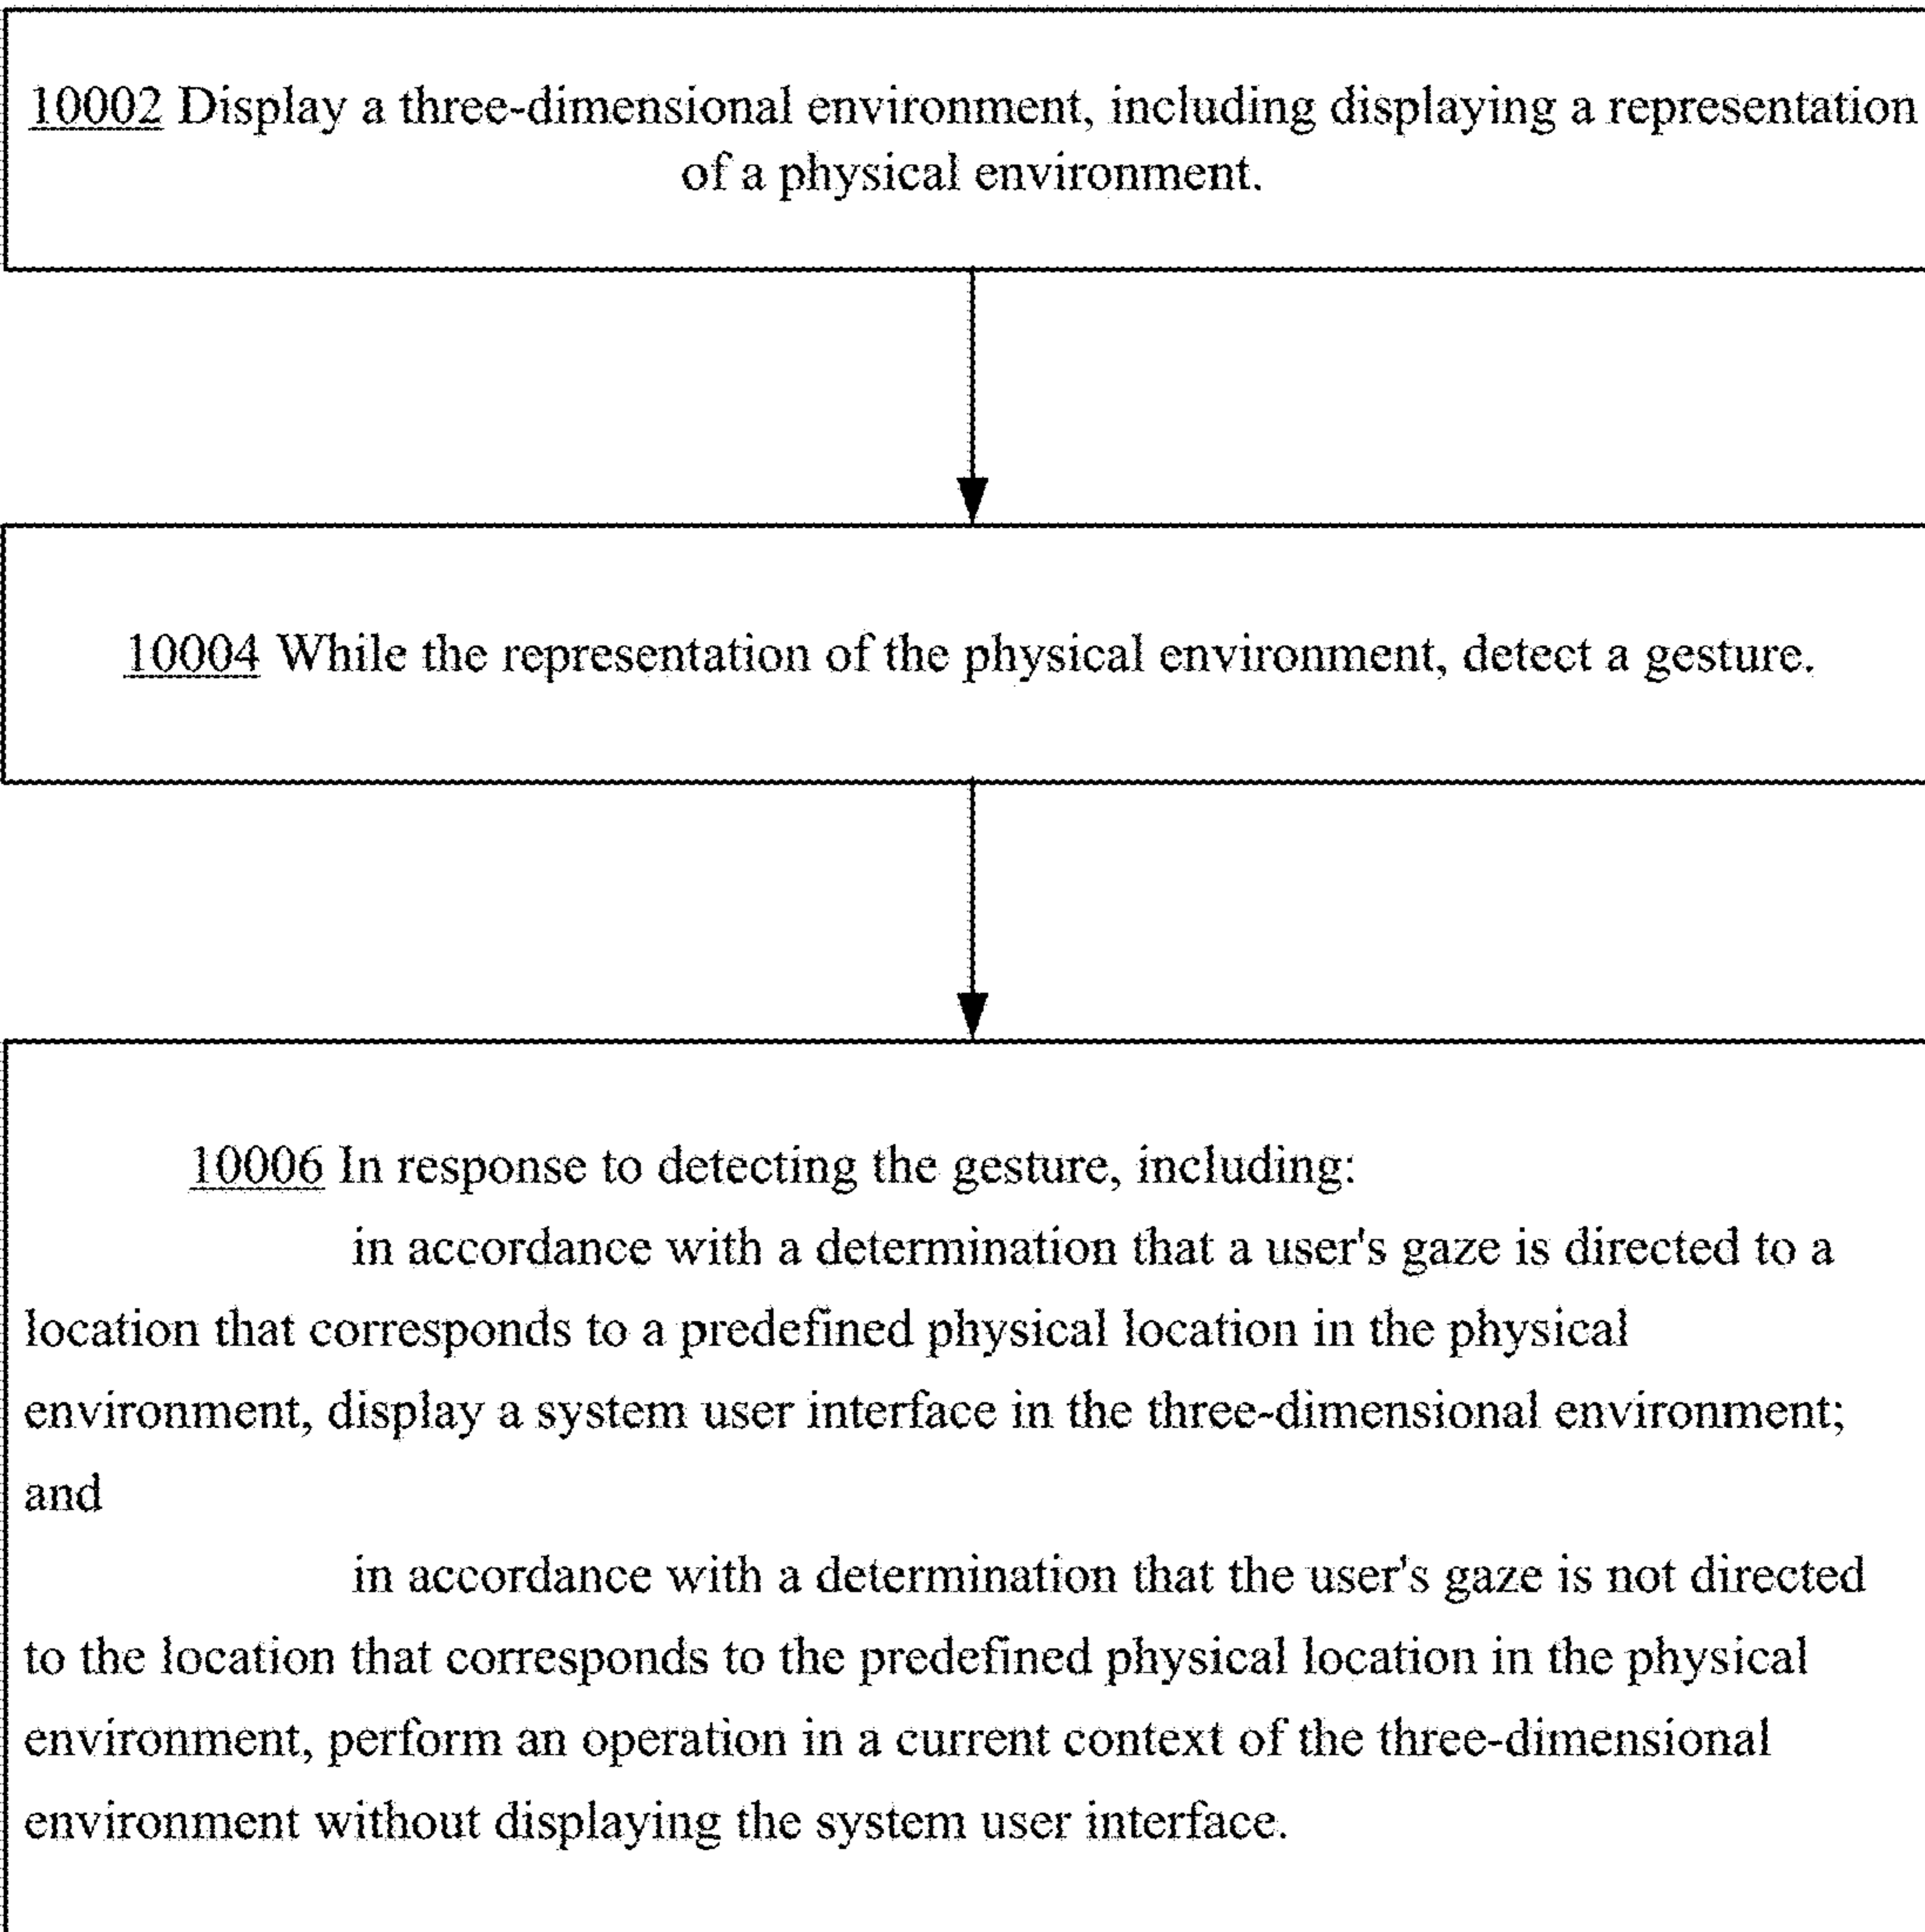 10002 Display a three-dimensional environment, including displaying a representation
of a physical environment.
10004 While the representation of the physical environment, detect a gesture.
10006 In response to detecting the gesture, including:
in accordance with a determination that a user's gaze is directed to a
location that corresponds to a predefined physical location in the physical
environment, display a system user interface in the three-dimensional environment;
and
in accordance with a determination that the user's gaze is not directed
to the location that corresponds to the predefined physical location in the physical
environment, perform an operation in a current context of the three-dimensional
environment without displaying the system user interface.